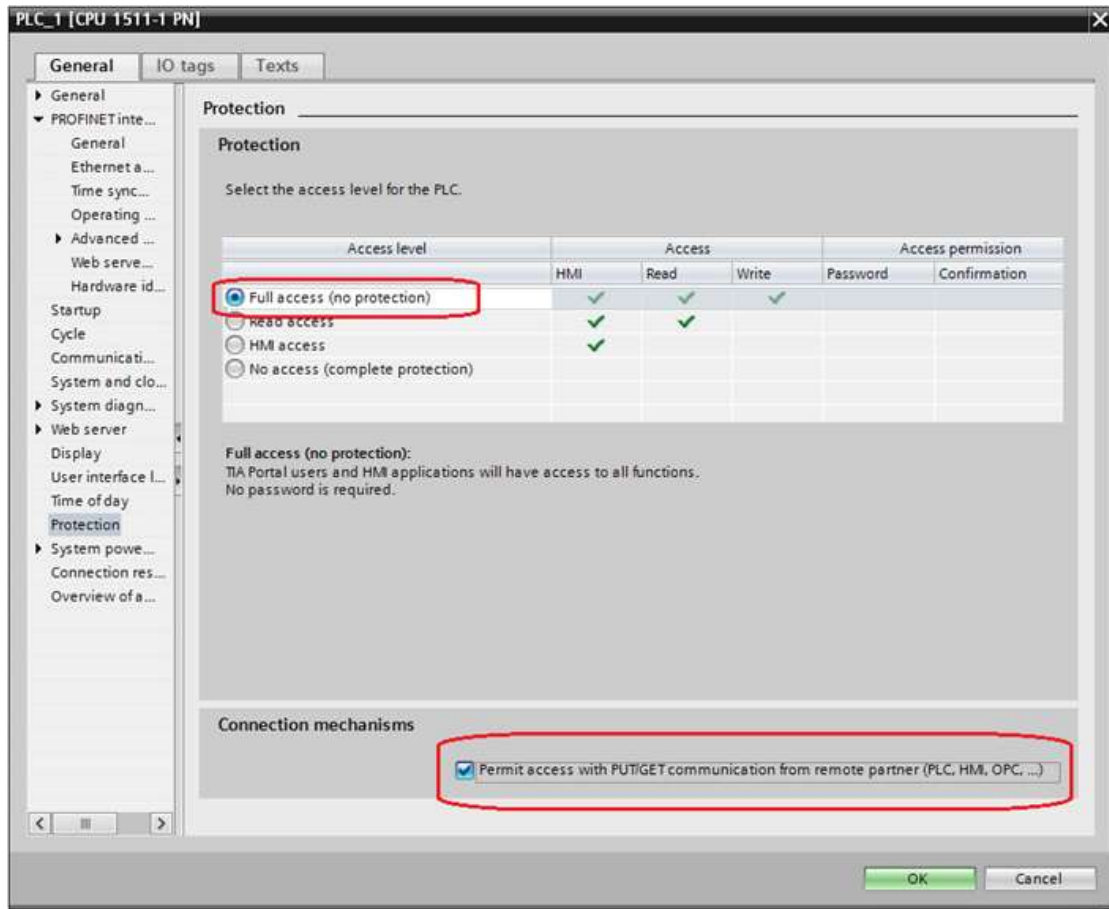 PLC_1 [CPU 1511-1 PN]
General
IO tags
Texts
General
PROFINET inte...
General
Ethernet a...
Time sync...
Operating ...
Advanced ...
Web serve...
Hardware id...
Startup
Cycle
Communicati...
System and clo...
System diagn...
Web server
Display
User interface l...
Time of day
Protection
System powe...
Connection res...
Overview of a...
Protection
Protection
Select the access level for the PLC.
Access level Access Access permission
HMI Read Write Password Confirmation
Full access (no protection)
Read access
HMI access
No access (complete protection)
Full access (no protection):
TIA Portal users and HMI applications will have access to all functions.
No password is required.
Connection mechanisms
Permit access with PUT/GET communication from remote partner (PLC, HMI, OPC, ...)
OK Cancel